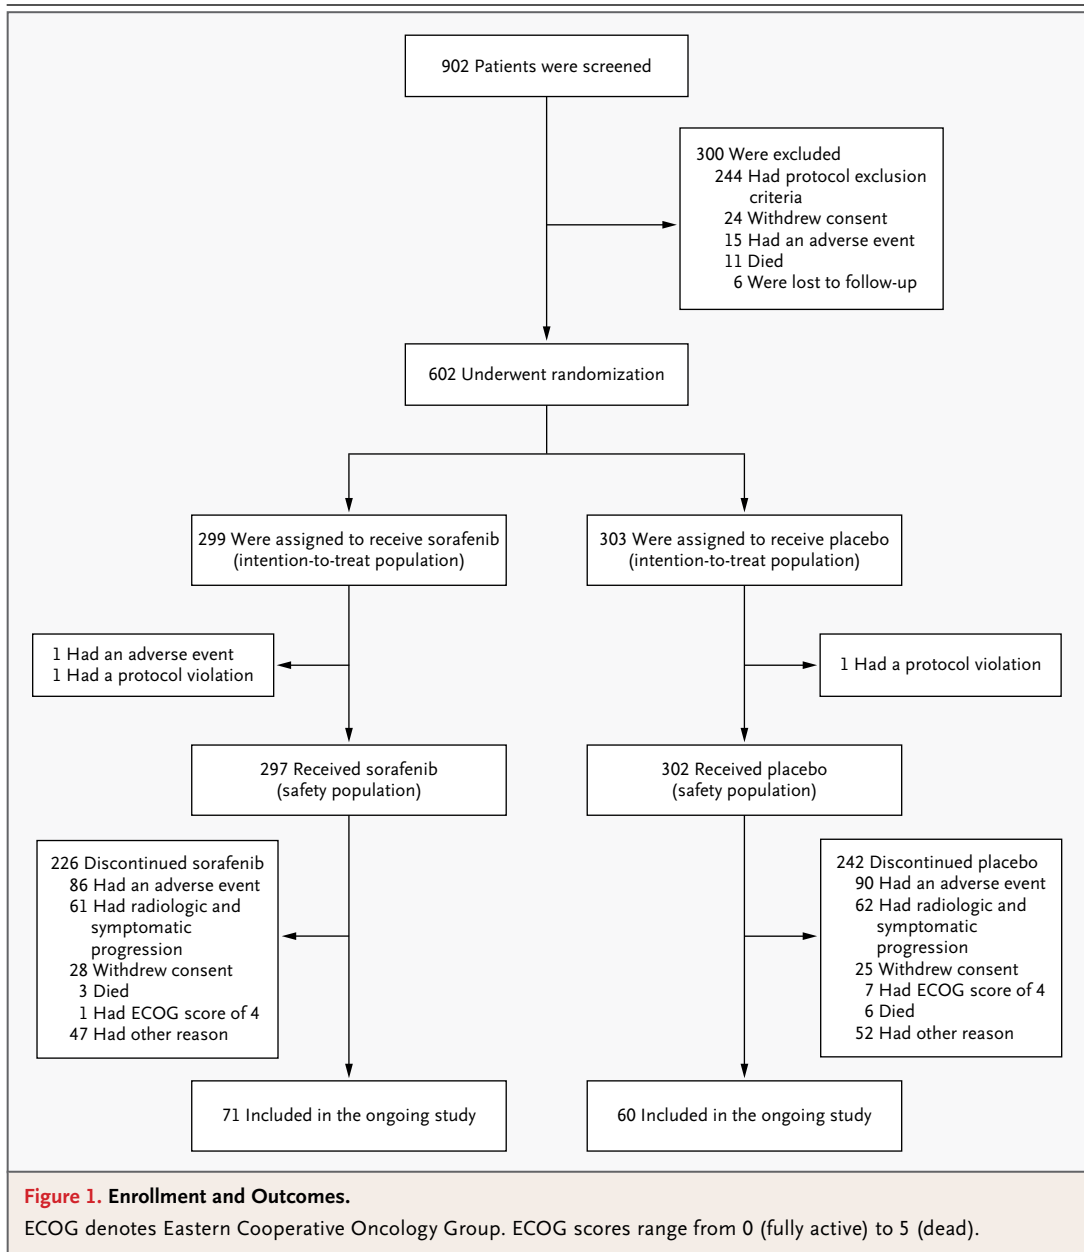 902 Patients were screened
300 Were excluded
244 Had protocol exclusion
criteria
24 Withdrew consent
15 Had an adverse event
11 Died
6 Were lost to follow-up
602 Underwent randomization
299 Were assigned to receive sorafenib
(intention-to-treat population)
303 Were assigned to receive placebo
(intention-to-treat population)
1 Had an adverse event
1 Had a protocol violation
1 Had a protocol violation
297 Received sorafenib
(safety population)
302 Received placebo
(safety population)
226 Discontinued sorafenib
86 Had an adverse event
61 Had radiologic and
symptomatic
progression
28 Withdrew consent
3 Died
1 Had ECOG score of 4
47 Had other reason
242 Discontinued placebo
90 Had an adverse event
62 Had radiologic and
symptomatic
progression
25 Withdrew consent
7 Had ECOG score of 4
6 Died
52 Had other reason
71 Included in the ongoing study
60 Included in the ongoing study
Figure 1. Enrollment and Outcomes.
ECOG denotes Eastern Cooperative Oncology Group. ECOG scores range from 0 (fully active) to 5 (dead).